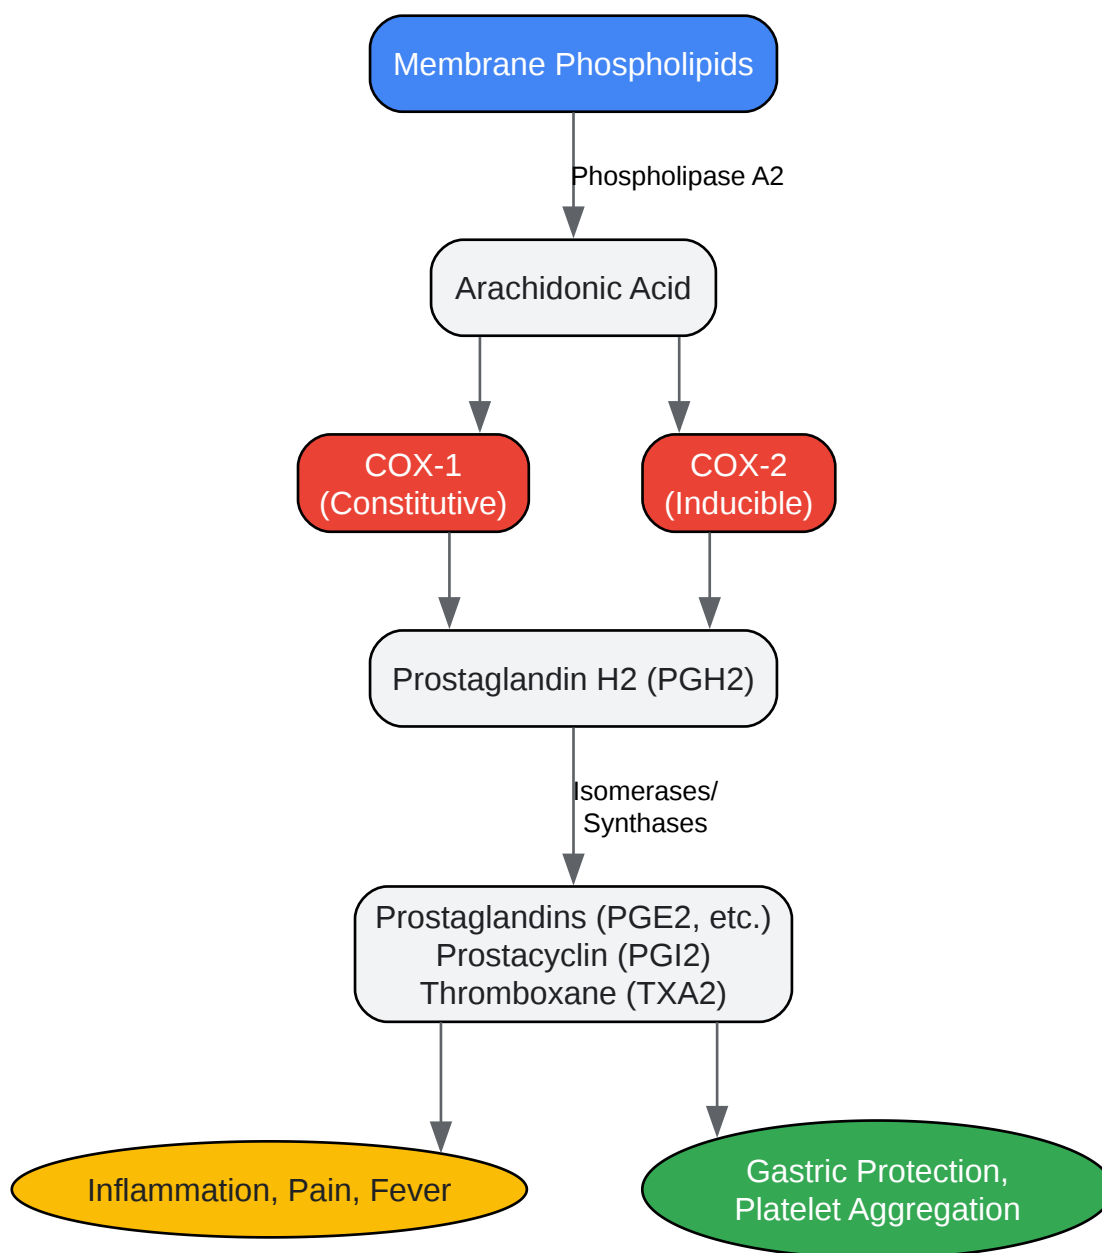 Membrane Phospholipids
Phospholipase A2
Arachidonic Acid
COX-1
(Constitutive)
COX-2
(Inducible)
Prostaglandin H2 (PGH2)
Isomerases/
Synthases
Prostaglandins (PGE2, etc.)
Prostacyclin (PGI2)
Thromboxane (TXA2)
Inflammation, Pain, Fever
Gastric Protection,
Platelet Aggregation